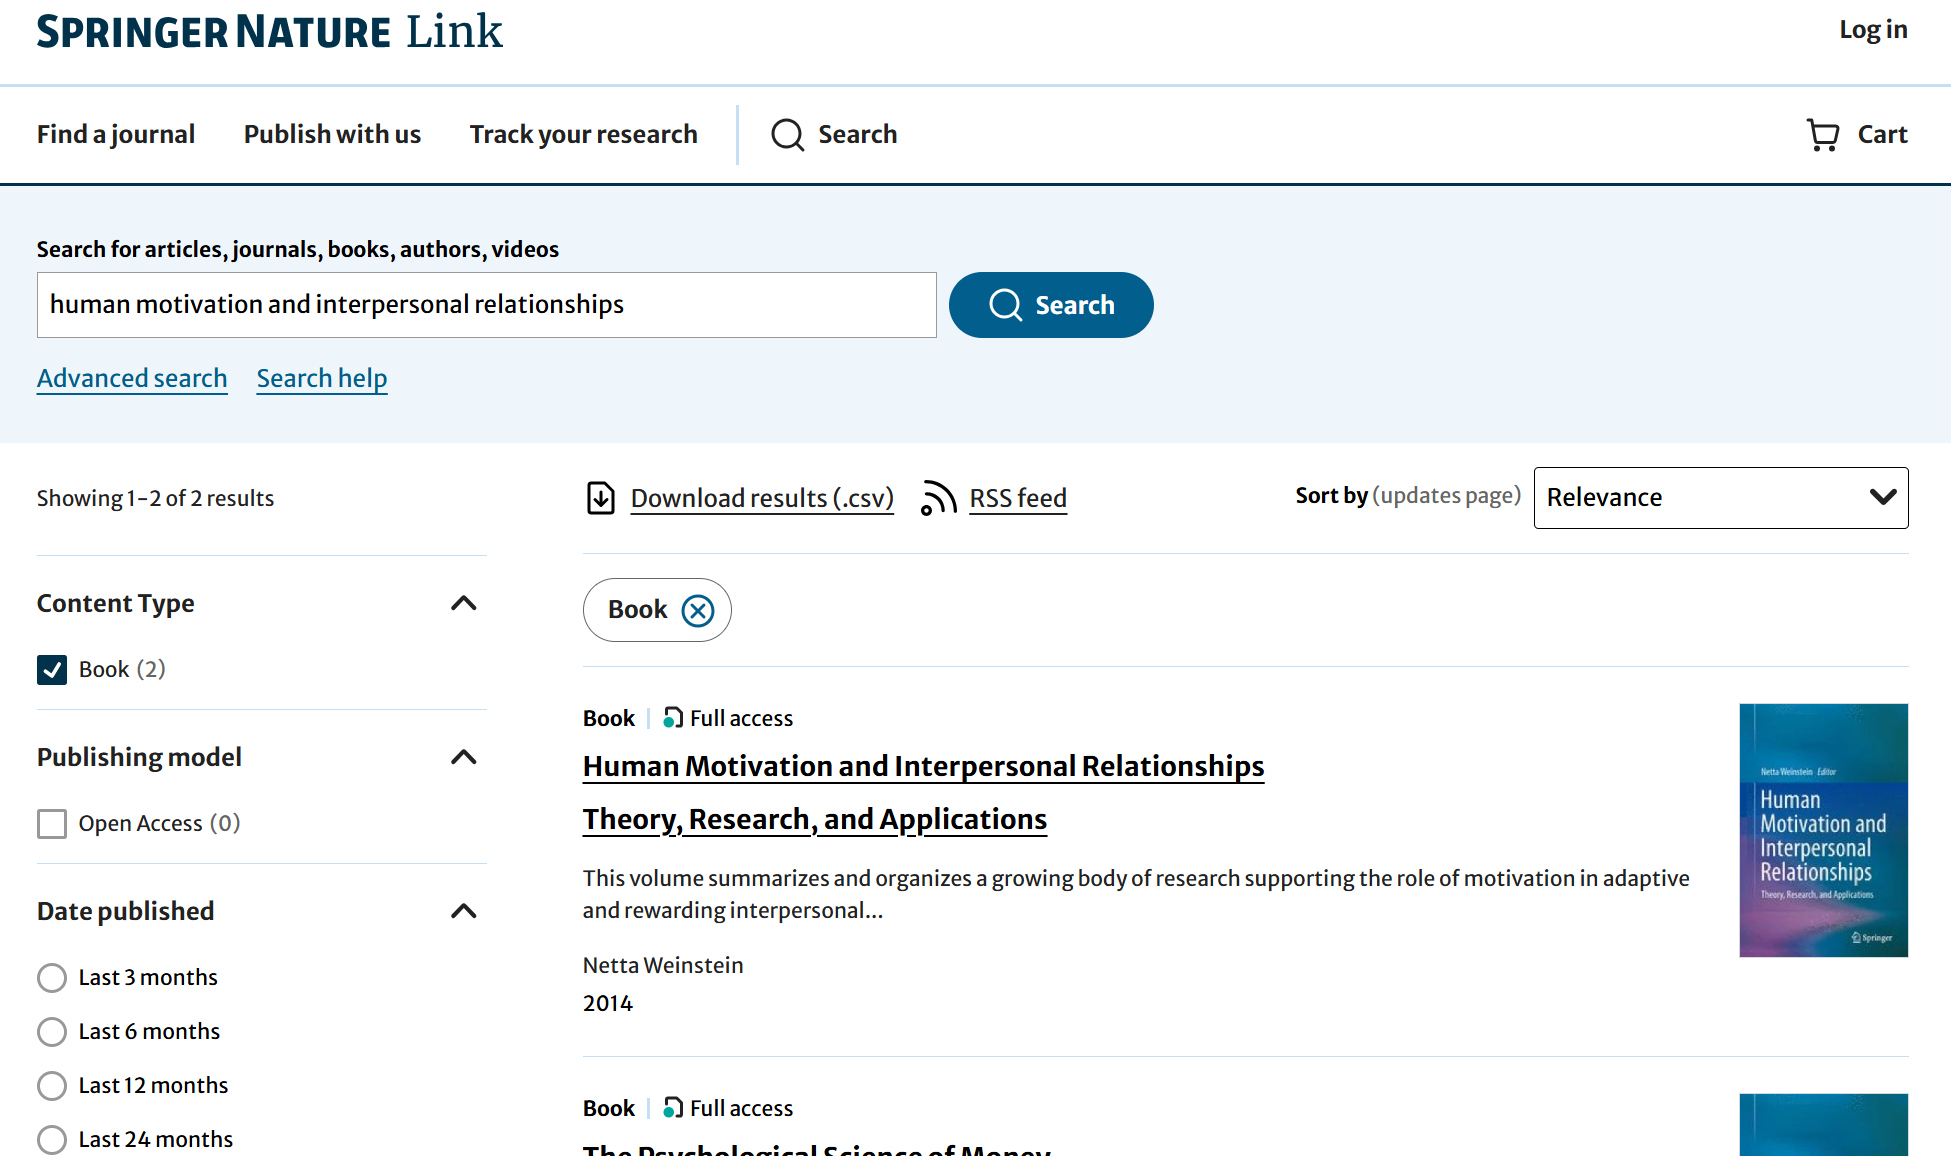 SPRINGER NATURE Link
Log in
Find a journal
Publish with us
Track your research
Search
Cart
Search for articles, journals, books, authors, videos
human motivation and interpersonal relationships
Search
Advanced search
Search help
Showing 1-2 of 2 results
Download results (.csv)
RSS feed
Sort by (updates page)
Relevance
Content Type
Book (2)
Publishing model
Open Access (0)
Date published
Last 3 months
Last 6 months
Last 12 months
Last 24 months
Book
Book
Full access
Human Motivation and Interpersonal Relationships
Theory, Research, and Applications
This volume summarizes and organizes a growing body of research supporting the role of motivation in adaptive
and rewarding interpersonal...
Netta Weinstein
2014
Netta Weinstein Editor
Human
Motivation and
Interpersonal
Relationships
Theory, Research, and Applications
Springer
Book
Full access
The Psychological Science of Money